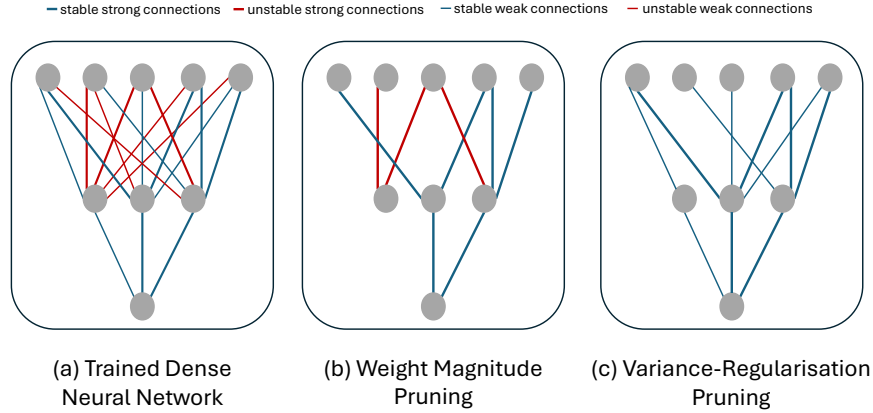 stable strong connections unstable strong connections stable weak connections unstable weak connections
(a) Trained Dense
Neural Network
(b) Weight Magnitude
Pruning
(c) Variance-Regularisation
Pruning